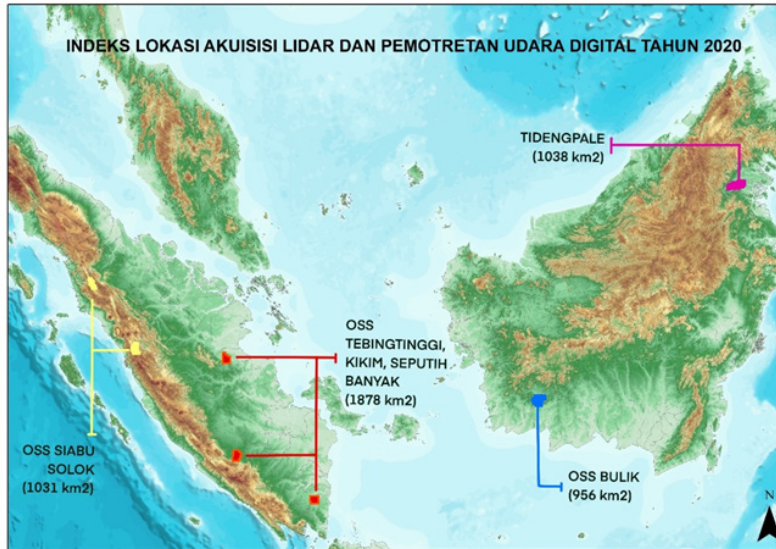 INDEKS LOKASI AKUISISI LIDAR DAN PEMOTRETAN UDARA DIGITAL TAHUN 2020
TIDENGPALE
(1038 km2)
OSS
TEBINGTINGGI,
KIKIM, SEPUTIH
BANYAK
(1878 km2)
OSS SIABU
SOLOK
(1031 km2)
OSS BULIK
(956 km2)
N